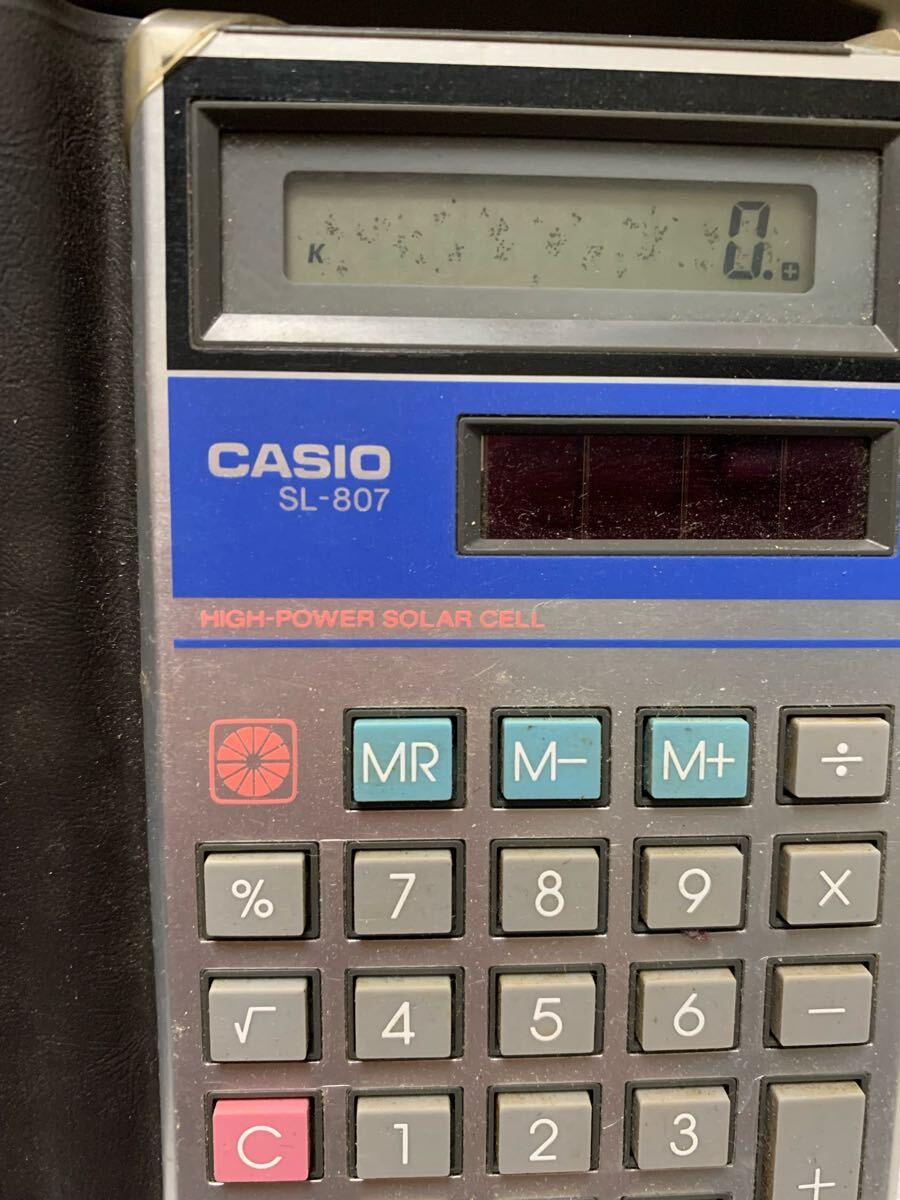 K 0. +
CASIO
SL-807
HIGH-POWER SOLAR CELL
MR M− M+ ÷
% 7 8 9 ×
√ 4 5 6 −
C 1 2 3
+